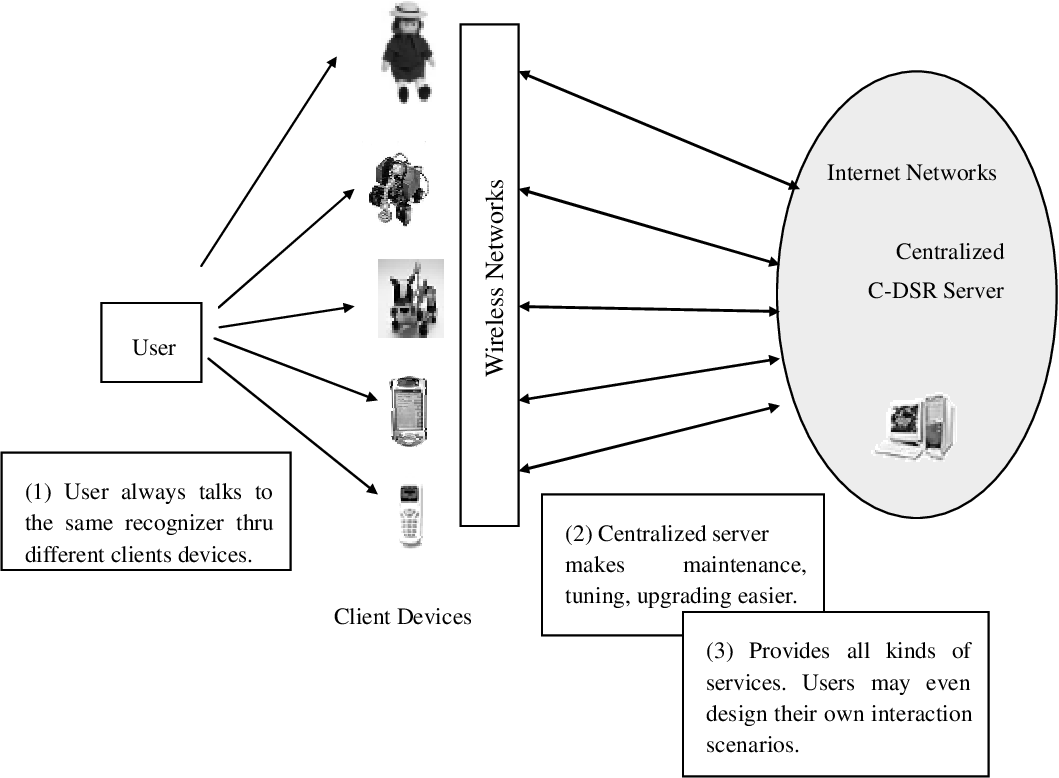 Internet Networks
Centralized
C-DSR Server
Wireless Networks
User
(1) User always talks to
the same recognizer thru
different clients devices.
(2) Centralized server
makes maintenance,
tuning, upgrading easier.
Client Devices
(3) Provides all kinds of
services. Users may even
design their own interaction
scenarios.